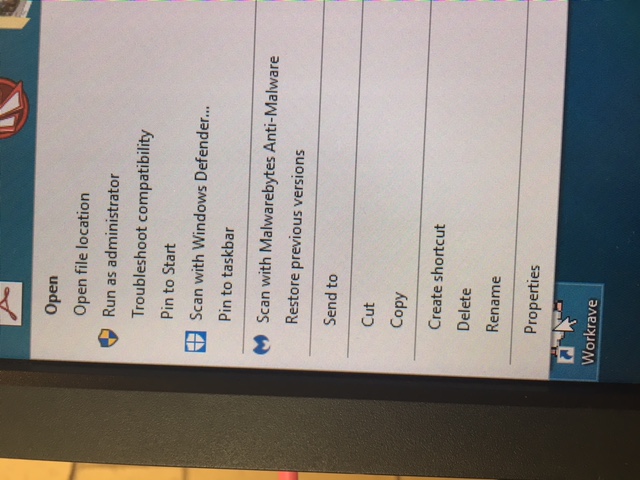 Open
Open file location
Run as administrator
Troubleshoot compatibility
Pin to Start
Scan with Windows Defender...
Pin to taskbar
Scan with Malwarebytes Anti-Malware
Restore previous versions
Send to
Cut
Copy
Create shortcut
Delete
Rename
Properties
Workrave